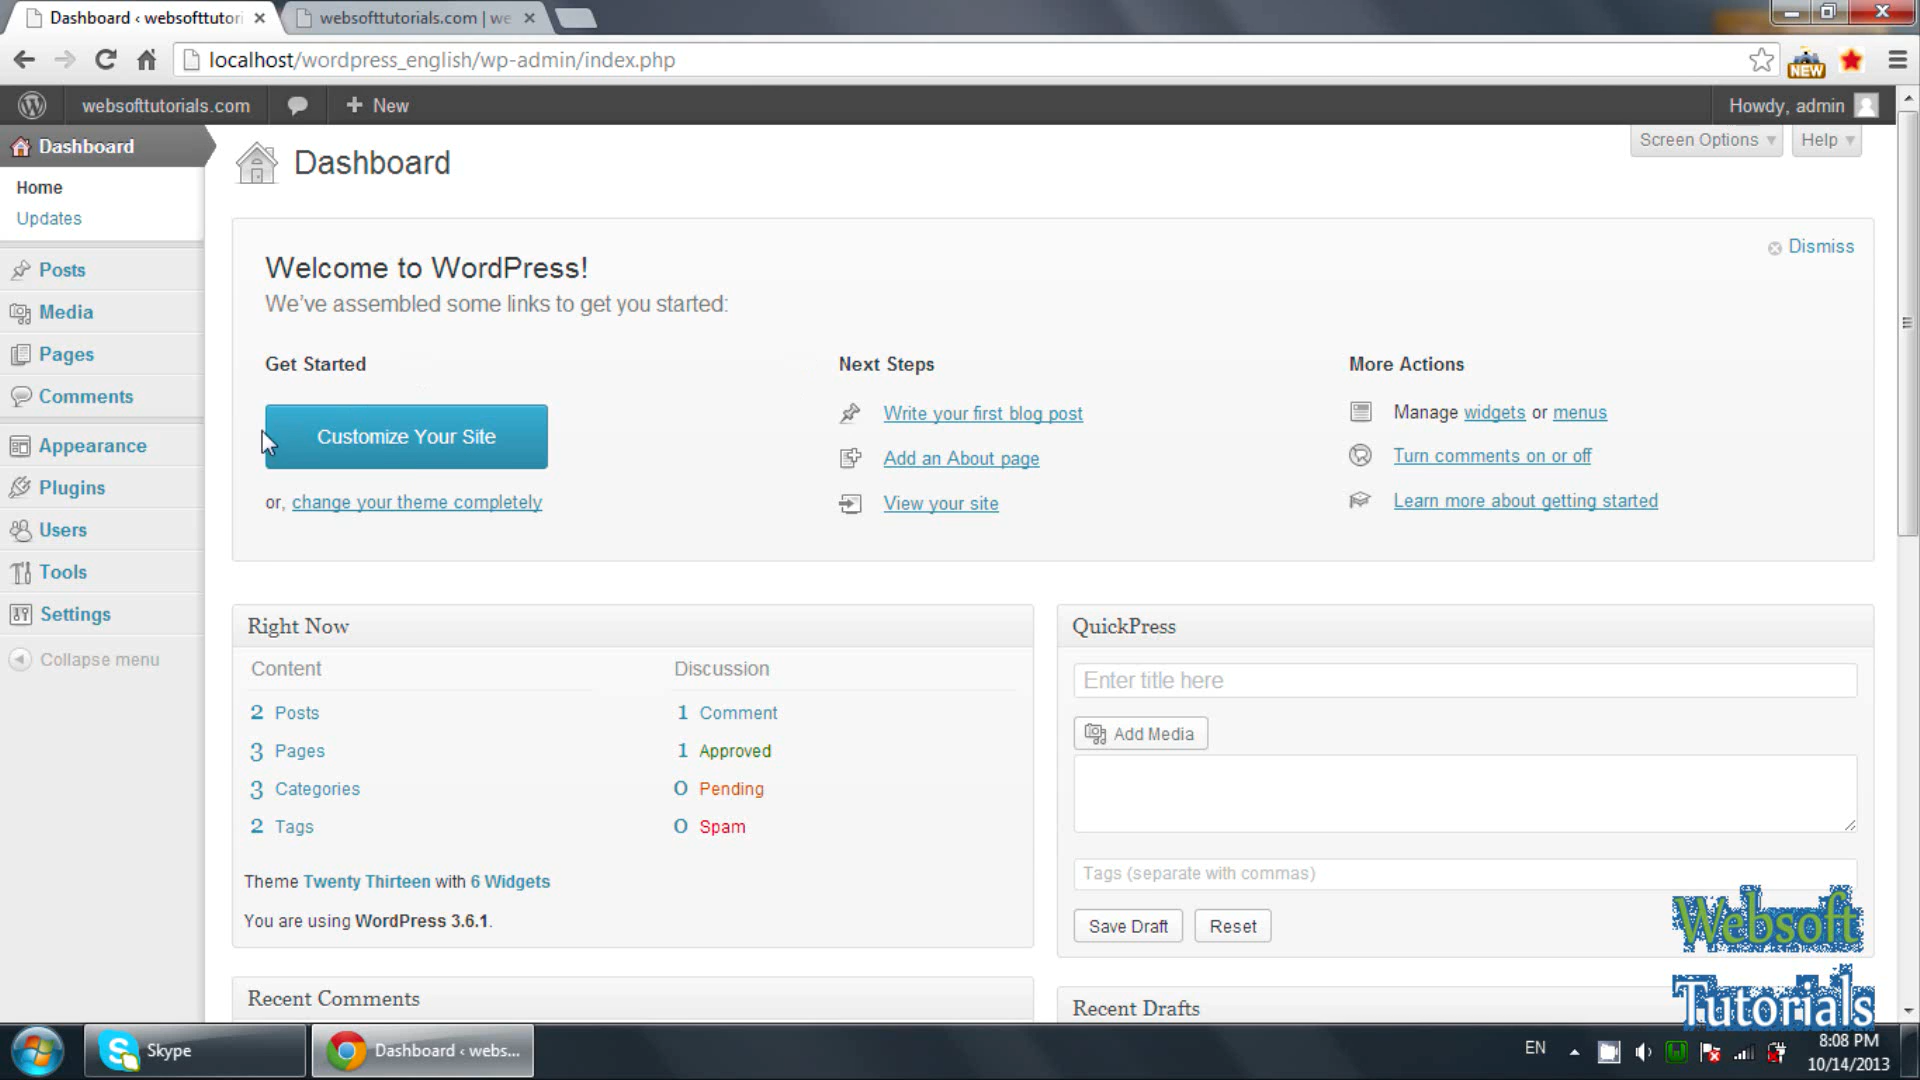 Dashboard ‹ websofttutori
websofttutorials.com | we
localhost/wordpress_english/wp-admin/index.php
NEW
websofttutorials.com
+ New
Howdy, admin
Dashboard
Home
Updates
Posts
Media
Pages
Comments
Appearance
Plugins
Users
Tools
Settings
Collapse menu
Dashboard
Screen Options
Help
Welcome to WordPress!
We've assembled some links to get you started:
Dismiss
Get Started
Customize Your Site
or, change your theme completely
Next Steps
Write your first blog post
Add an About page
View your site
More Actions
Manage widgets or menus
Turn comments on or off
Learn more about getting started
Right Now
Content
2 Posts
3 Pages
3 Categories
2 Tags
Discussion
1 Comment
1 Approved
0 Pending
0 Spam
Theme Twenty Thirteen with 6 Widgets
You are using WordPress 3.6.1.
QuickPress
Enter title here
Add Media
Tags (separate with commas)
Save Draft
Reset
Recent Comments
Recent Drafts
Websoft
Tutorials
Skype
Dashboard ‹ webs...
EN
8:08 PM
10/14/2013